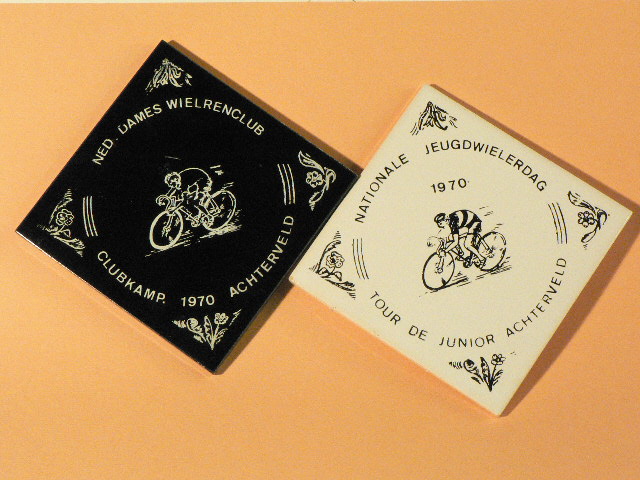 NED. DAMES WIELRENCLUB
CLUBKAMP. 1970 ACHTERVELD
NATIONALE JEUGDWIELERDAG
1970
TOUR DE JUNIOR ACHTERVELD